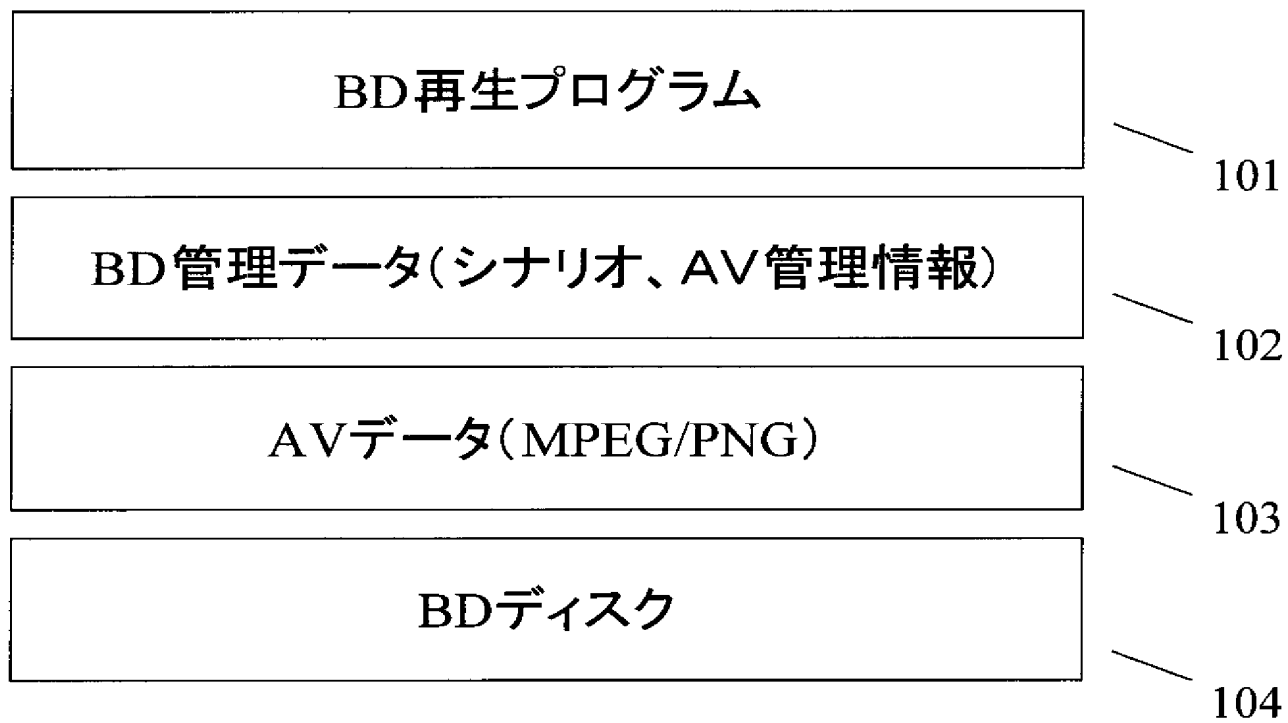 BD再生プログラム
101
BD管理データ(シナリオ、AV管理情報)
102
AVデータ(MPEG/PNG)
103
BDディスク
104